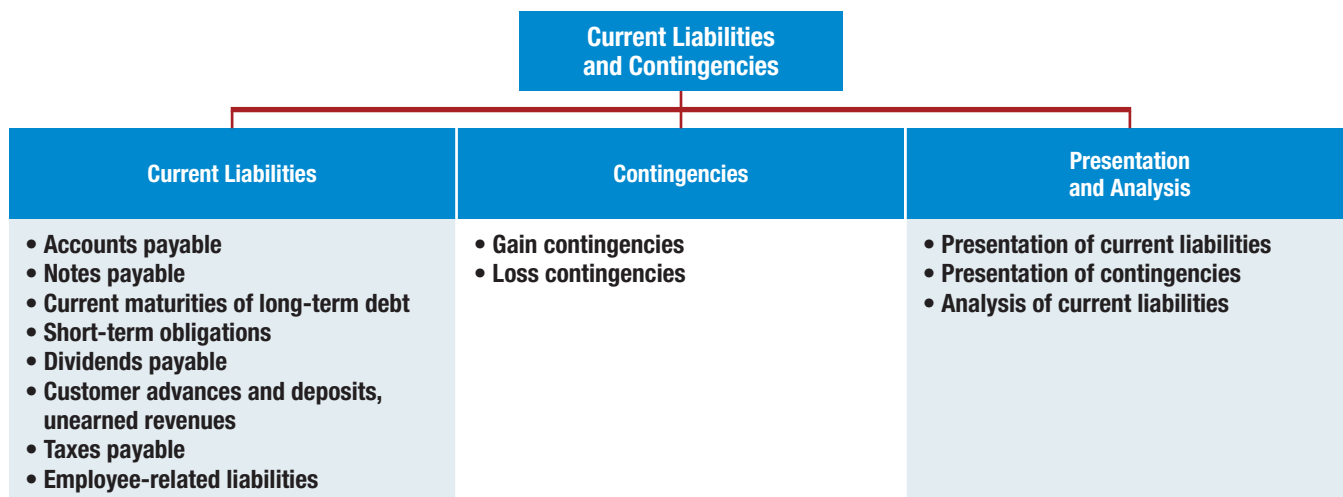 Current Liabilities
and Contingencies
Current Liabilities
Contingencies
Presentation
and Analysis
• Accounts payable
• Notes payable
• Current maturities of long-term debt
• Short-term obligations
• Dividends payable
• Customer advances and deposits,
unearned revenues
• Taxes payable
• Employee-related liabilities
• Gain contingencies
• Loss contingencies
• Presentation of current liabilities
• Presentation of contingencies
• Analysis of current liabilities